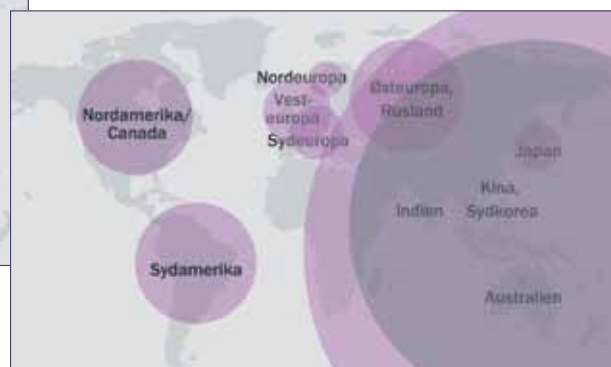 Nordamerika/
Canada
Nordeuropa
Vest-
europa
Sydeuropa
Østeuropa,
Rusland
Japan
Kina,
Sydkorea
Indien
Sydamerika
Australien